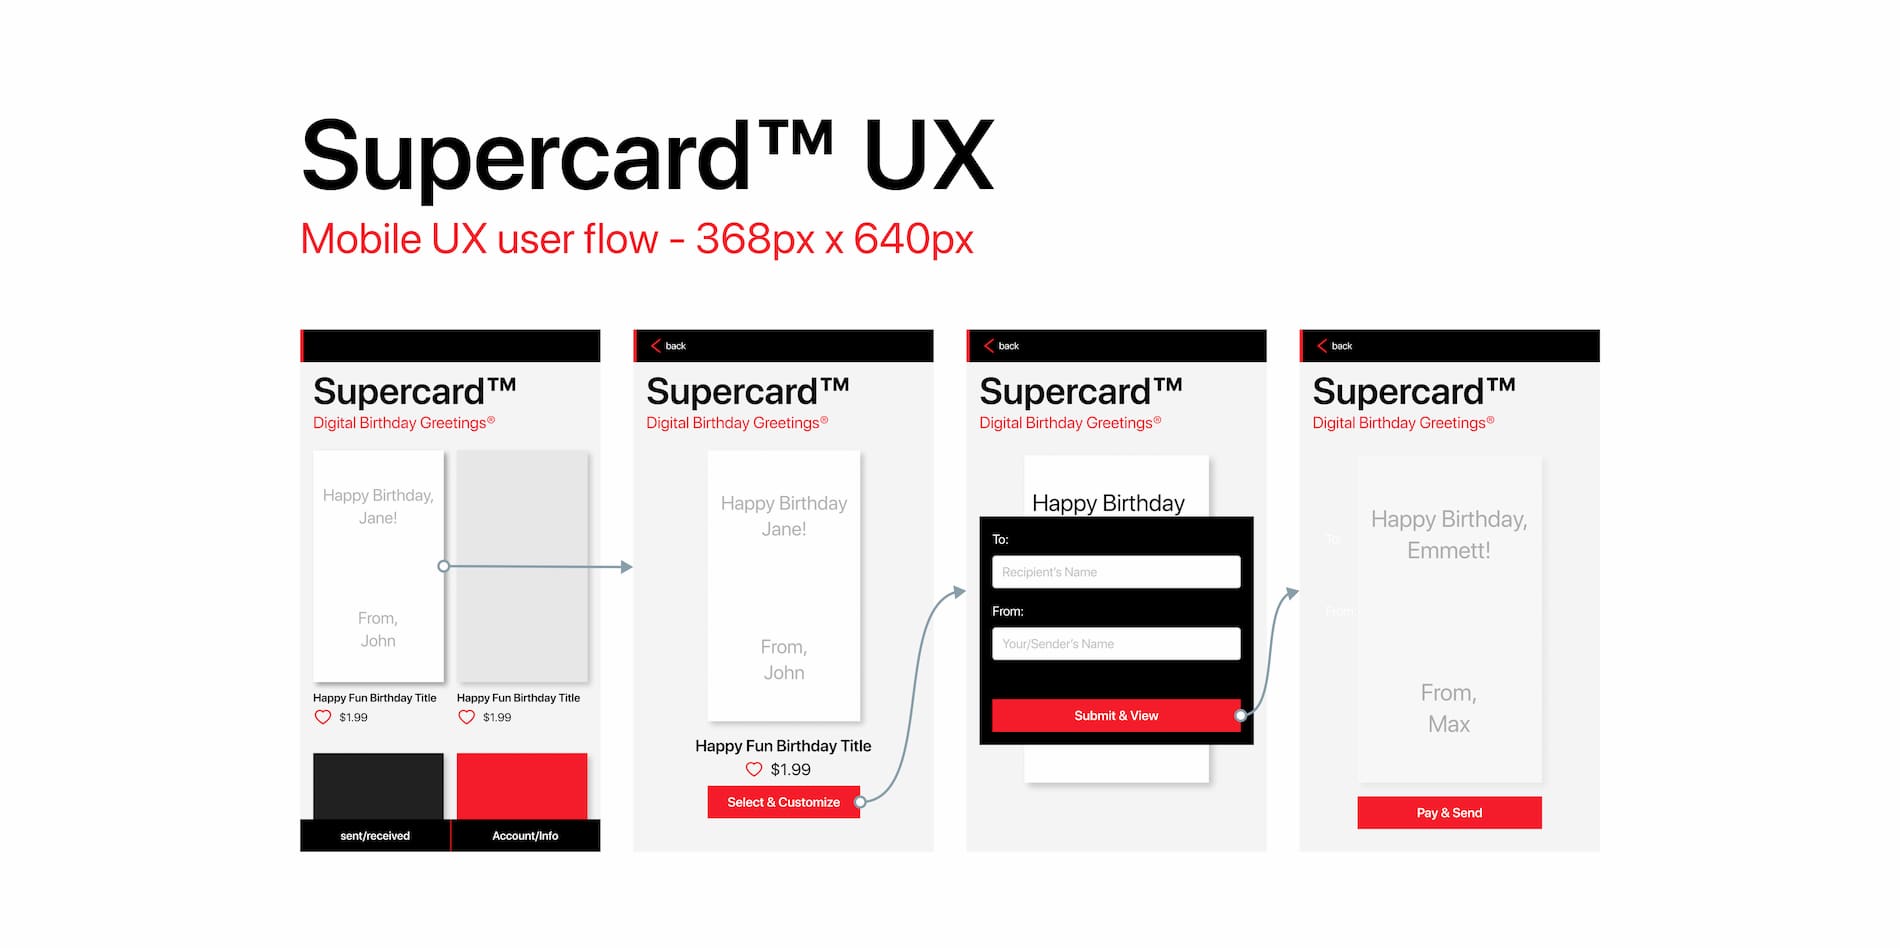 Supercard™ UX
Mobile UX user flow - 368px x 640px
Supercard™
Digital Birthday Greetings®
Happy Birthday,
Jane!
From,
John
Happy Fun Birthday Title
$1.99
Happy Fun Birthday Title
$1.99
sent/received
Account/Info
back
Supercard™
Digital Birthday Greetings®
Happy Birthday
Jane!
From,
John
Happy Fun Birthday Title
$1.99
Select & Customize
back
Supercard™
Digital Birthday Greetings®
Happy Birthday
To:
Recipient's Name
From:
Your/Sender's Name
Submit & View
back
Supercard™
Digital Birthday Greetings®
Happy Birthday,
Emmett!
To:
From:
From,
Max
Pay & Send